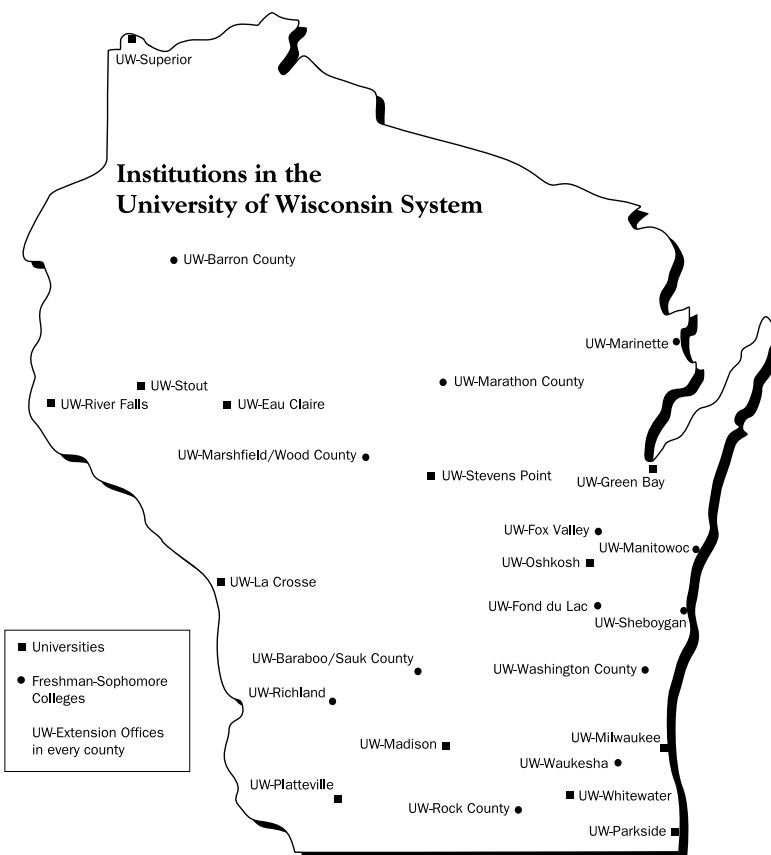 UW-Superior
Institutions in the
University of Wisconsin System
UW-Barron County
UW-Marinette
UW-Marathon County
UW-Stout
UW-River Falls
UW-Eau Claire
UW-Marshfield/Wood County
UW-Stevens Point
UW-Green Bay
UW-Fox Valley
UW-Manitowoc
UW-Oshkosh
UW-La Crosse
UW-Fond du Lac
UW-Sheboygan
Universities
Freshman-Sophomore
Colleges
UW-Extension Offices
in every county
UW-Baraboo/Sauk County
UW-Washington County
UW-Richland
UW-Madison
UW-Milwaukee
UW-Waukesha
UW-Platteville
UW-Whitewater
UW-Rock County
UW-Parkside